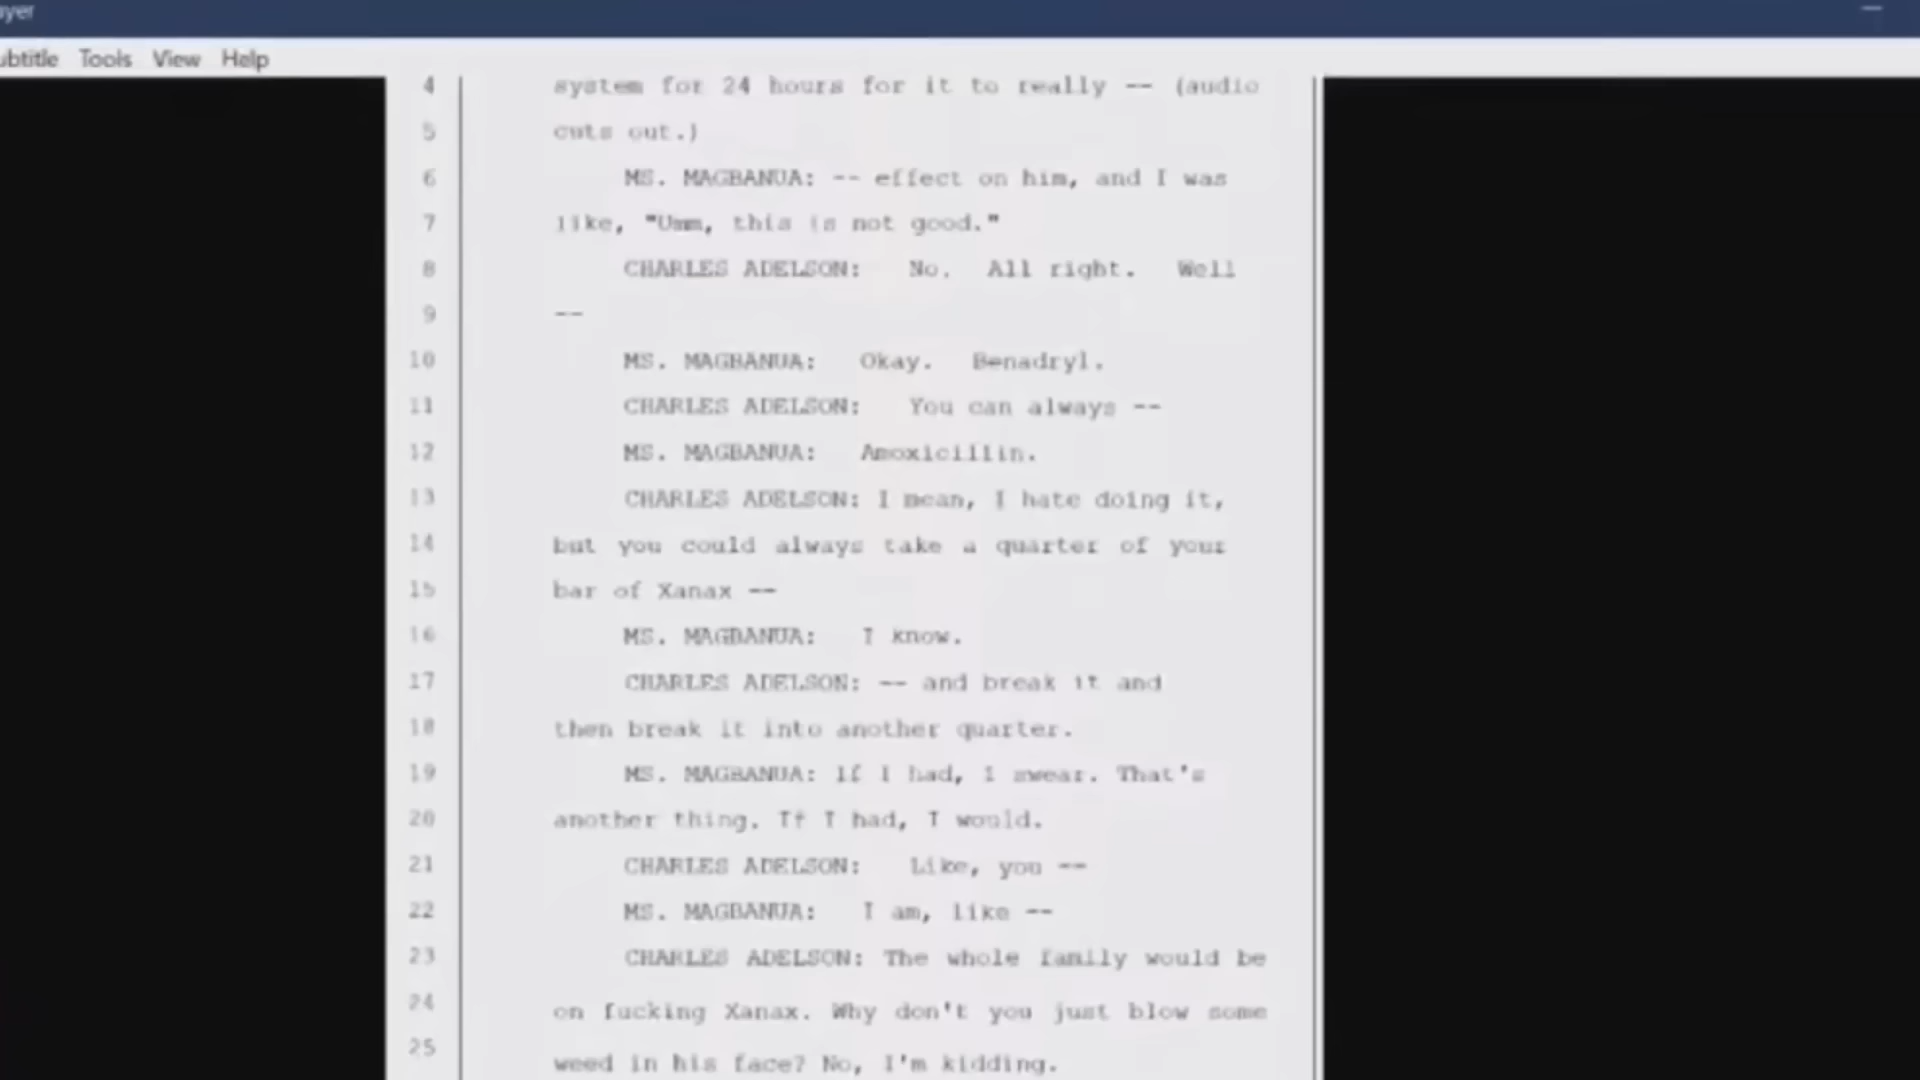 ayer
ubtitle Tools View Help
4 system for 24 hours for it to really -- (audio
5 cuts out.)
6 MS. MAGBANUA: -- effect on him, and I was
7 like, "Umm, this is not good."
8 CHARLES ADELSON: No. All right. Well
9 --
10 MS. MAGBANUA: Okay. Benadryl.
11 CHARLES ADELSON: You can always --
12 MS. MAGBANUA: Amoxicillin.
13 CHARLES ADELSON: I mean, I hate doing it,
14 but you could always take a quarter of your
15 bar of Xanax --
16 MS. MAGBANUA: I know.
17 CHARLES ADELSON: -- and break it and
18 then break it into another quarter.
19 MS. MAGBANUA: If I had, I swear. That's
20 another thing. If I had, I would.
21 CHARLES ADELSON: Like, you --
22 MS. MAGBANUA: I am, like --
23 CHARLES ADELSON: The whole family would be
24 on fucking Xanax. Why don't you just blow some
25 weed in his face? No, I'm kidding.